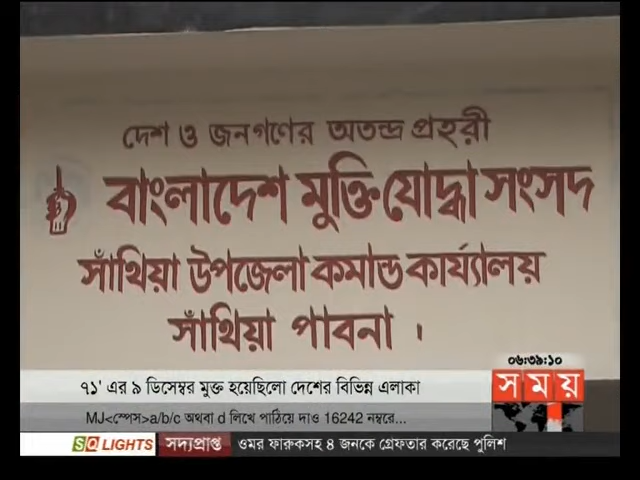 দেশ ও জনগণের অতন্দ্র প্রহরী
বাংলাদেশ মুক্তিযোদ্ধা সংসদ
সাঁথিয়া উপজেলা কমান্ড কার্য্যালয়
সাঁথিয়া পাবনা ।
০৬:৩৯:১০
৭১' এর ৯ ডিসেম্বর মুক্ত হয়েছিলো দেশের বিভিন্ন এলাকা
সময়
MJ<স্পেস>a/b/c অথবা d লিখে পাঠিয়ে দাও 16242 নম্বরে...
SQ LIGHTS সদ্যপ্রাপ্ত ওমর ফারুকসহ ৪ জনকে গ্রেফতার করেছে পুলিশ